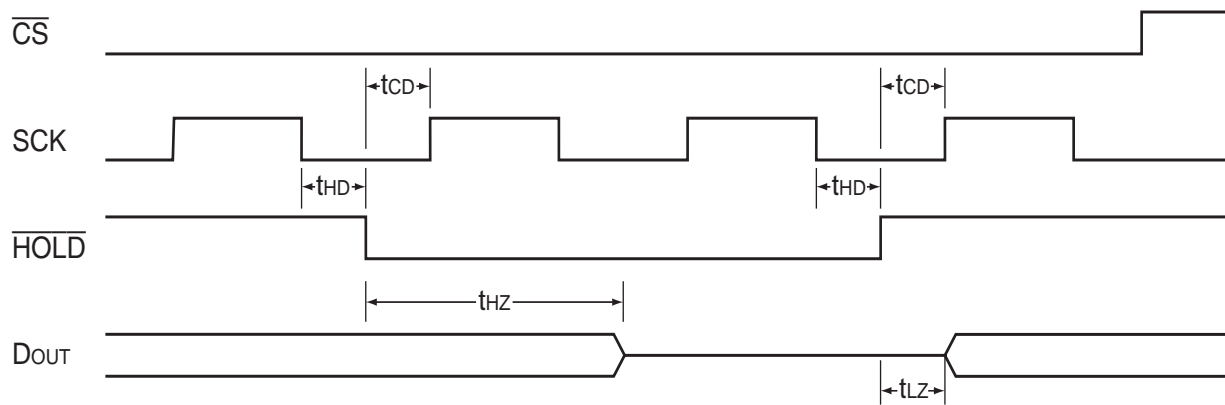 CS
tCD tCD
SCK
tHD tHD
HOLD
tHZ
DOUT
tLZ